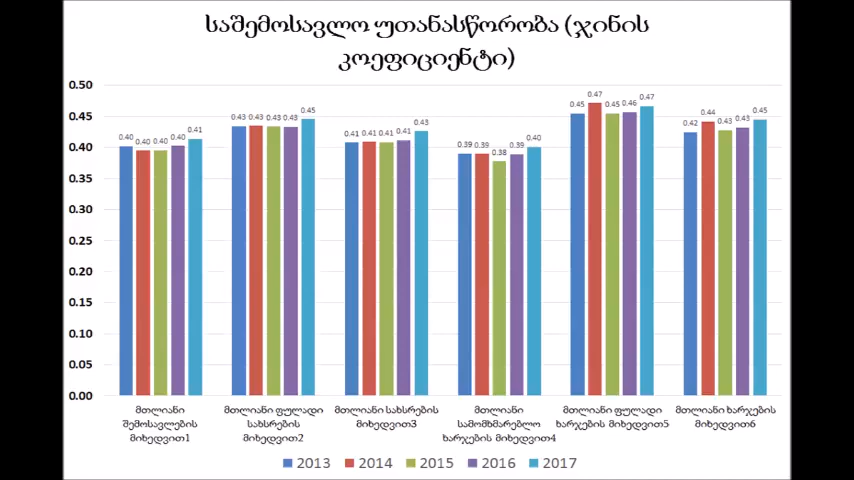 საშემოსავლო უთანასწორობა (ჯინის
კოეფიციენტი)
0.50
0.45
0.40
0.35
0.30
0.25
0.20
0.15
0.10
0.05
0.00
0.40 0.40 0.40 0.40 0.41
0.43 0.43 0.43 0.43 0.45
0.41 0.41 0.41 0.41 0.43
0.39 0.39 0.38 0.39 0.40
0.45 0.47 0.45 0.46 0.47
0.42 0.44 0.43 0.43 0.45
მთლიანი
შემოსავლების
მიხედვით1
მთლიანი ფულადი
სახსრების
მიხედვით2
მთლიანი სახსრების
მიხედვით3
მთლიანი
სამომხმარებლო
ხარჯების მიხედვით4
მთლიანი ფულადი
ხარჯების მიხედვით5
მთლიანი ხარჯების
მიხედვით6
2013 2014 2015 2016 2017